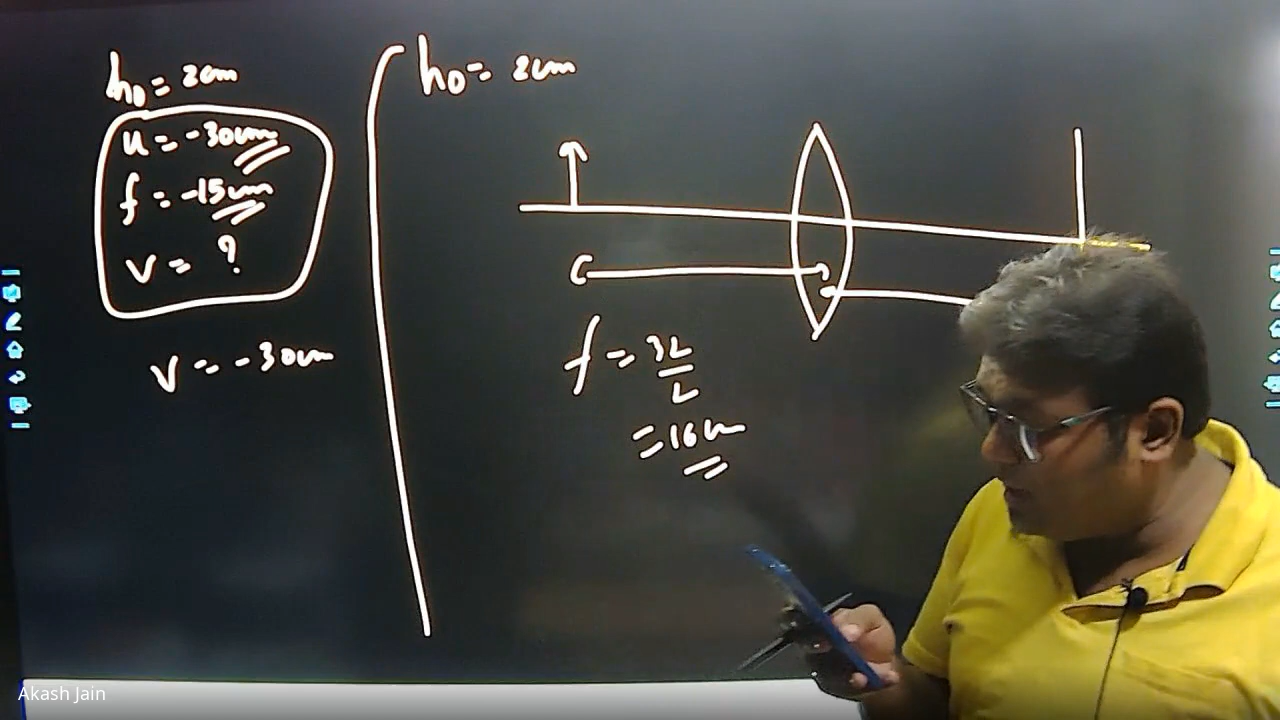 h₀ = 2cm
u = -30cm
f = -15cm
v = ?
v = -30cm
h₀ = 2cm
f = 32/2
= 16cm
Akash Jain